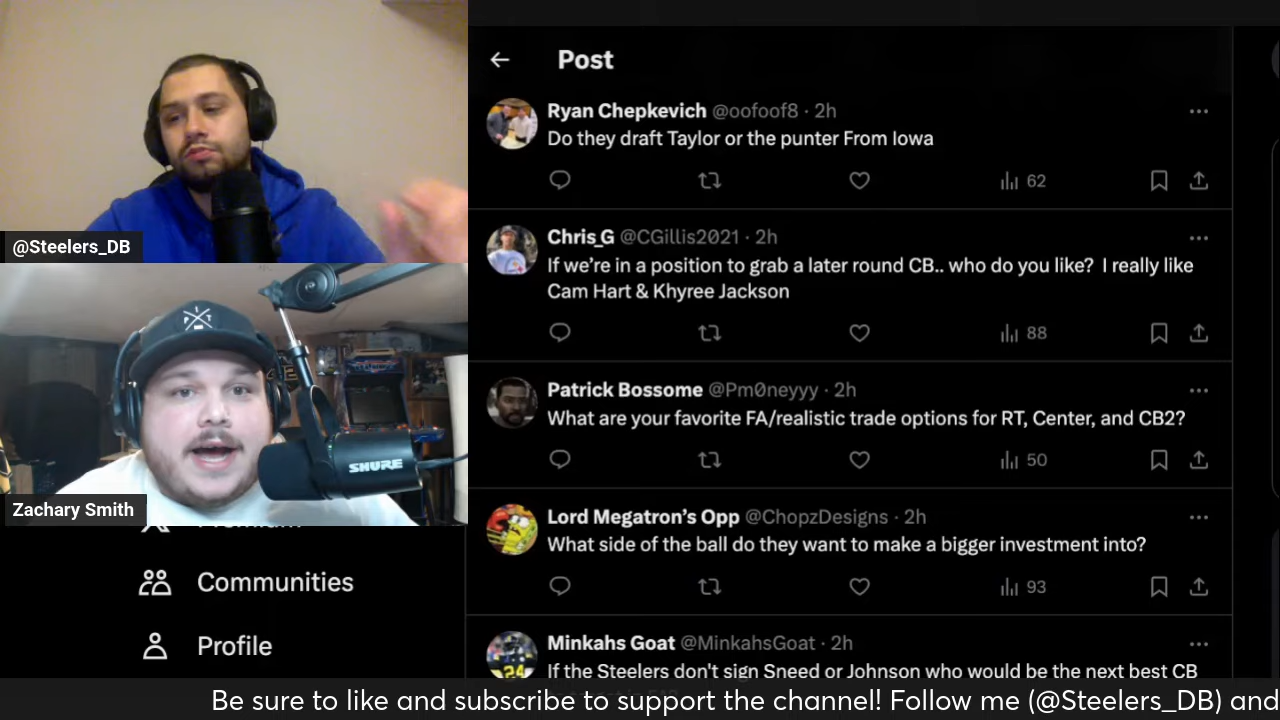 @Steelers_DB
SHURE
Zachary Smith
Communities
Profile
Post
Ryan Chepkevich @oofoof8 · 2h
Do they draft Taylor or the punter From Iowa
62
Chris_G @CGillis2021 · 2h
If we’re in a position to grab a later round CB.. who do you like? I really like
Cam Hart & Khyree Jackson
88
Patrick Bossome @Pm0neyyy · 2h
What are your favorite FA/realistic trade options for RT, Center, and CB2?
50
Lord Megatron’s Opp @ChopzDesigns · 2h
What side of the ball do they want to make a bigger investment into?
93
Minkahs Goat @MinkahsGoat · 2h
24
If the Steelers don't sign Sneed or Johnson who would be the next best CB
Be sure to like and subscribe to support the channel! Follow me (@Steelers_DB) and